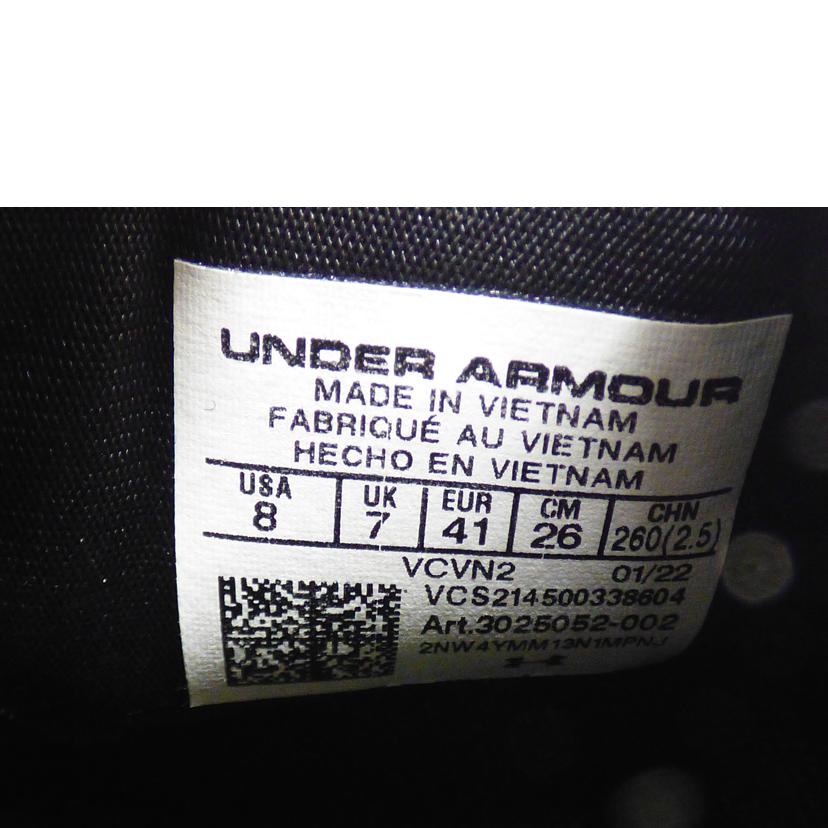 UNDER ARMOUR
MADE IN VIETNAM
FABRIQUÉ AU VIETNAM
HECHO EN VIETNAM
USA UK EUR CM CHN
8 7 41 26 260(2.5)
VCVN2 01/22
VCS214500338604
Art.3025052-002
2NW4YMM13N1MPNJ